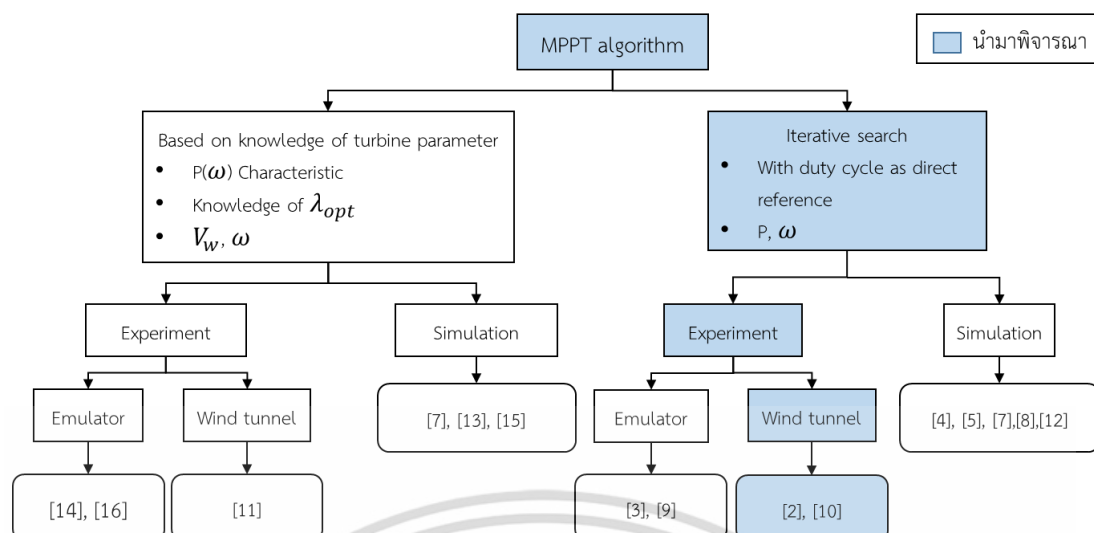 MPPT algorithm
นำมาพิจารณา
Based on knowledge of turbine parameter
• P(ω) Characteristic
• Knowledge of λ_opt
• V_w, ω
Iterative search
• With duty cycle as direct
reference
• P, ω
Experiment
Simulation
Experiment
Simulation
Emulator
Wind tunnel
[7], [13], [15]
Emulator
Wind tunnel
[4], [5], [7],[8],[12]
[14], [16]
[11]
[3], [9]
[2], [10]